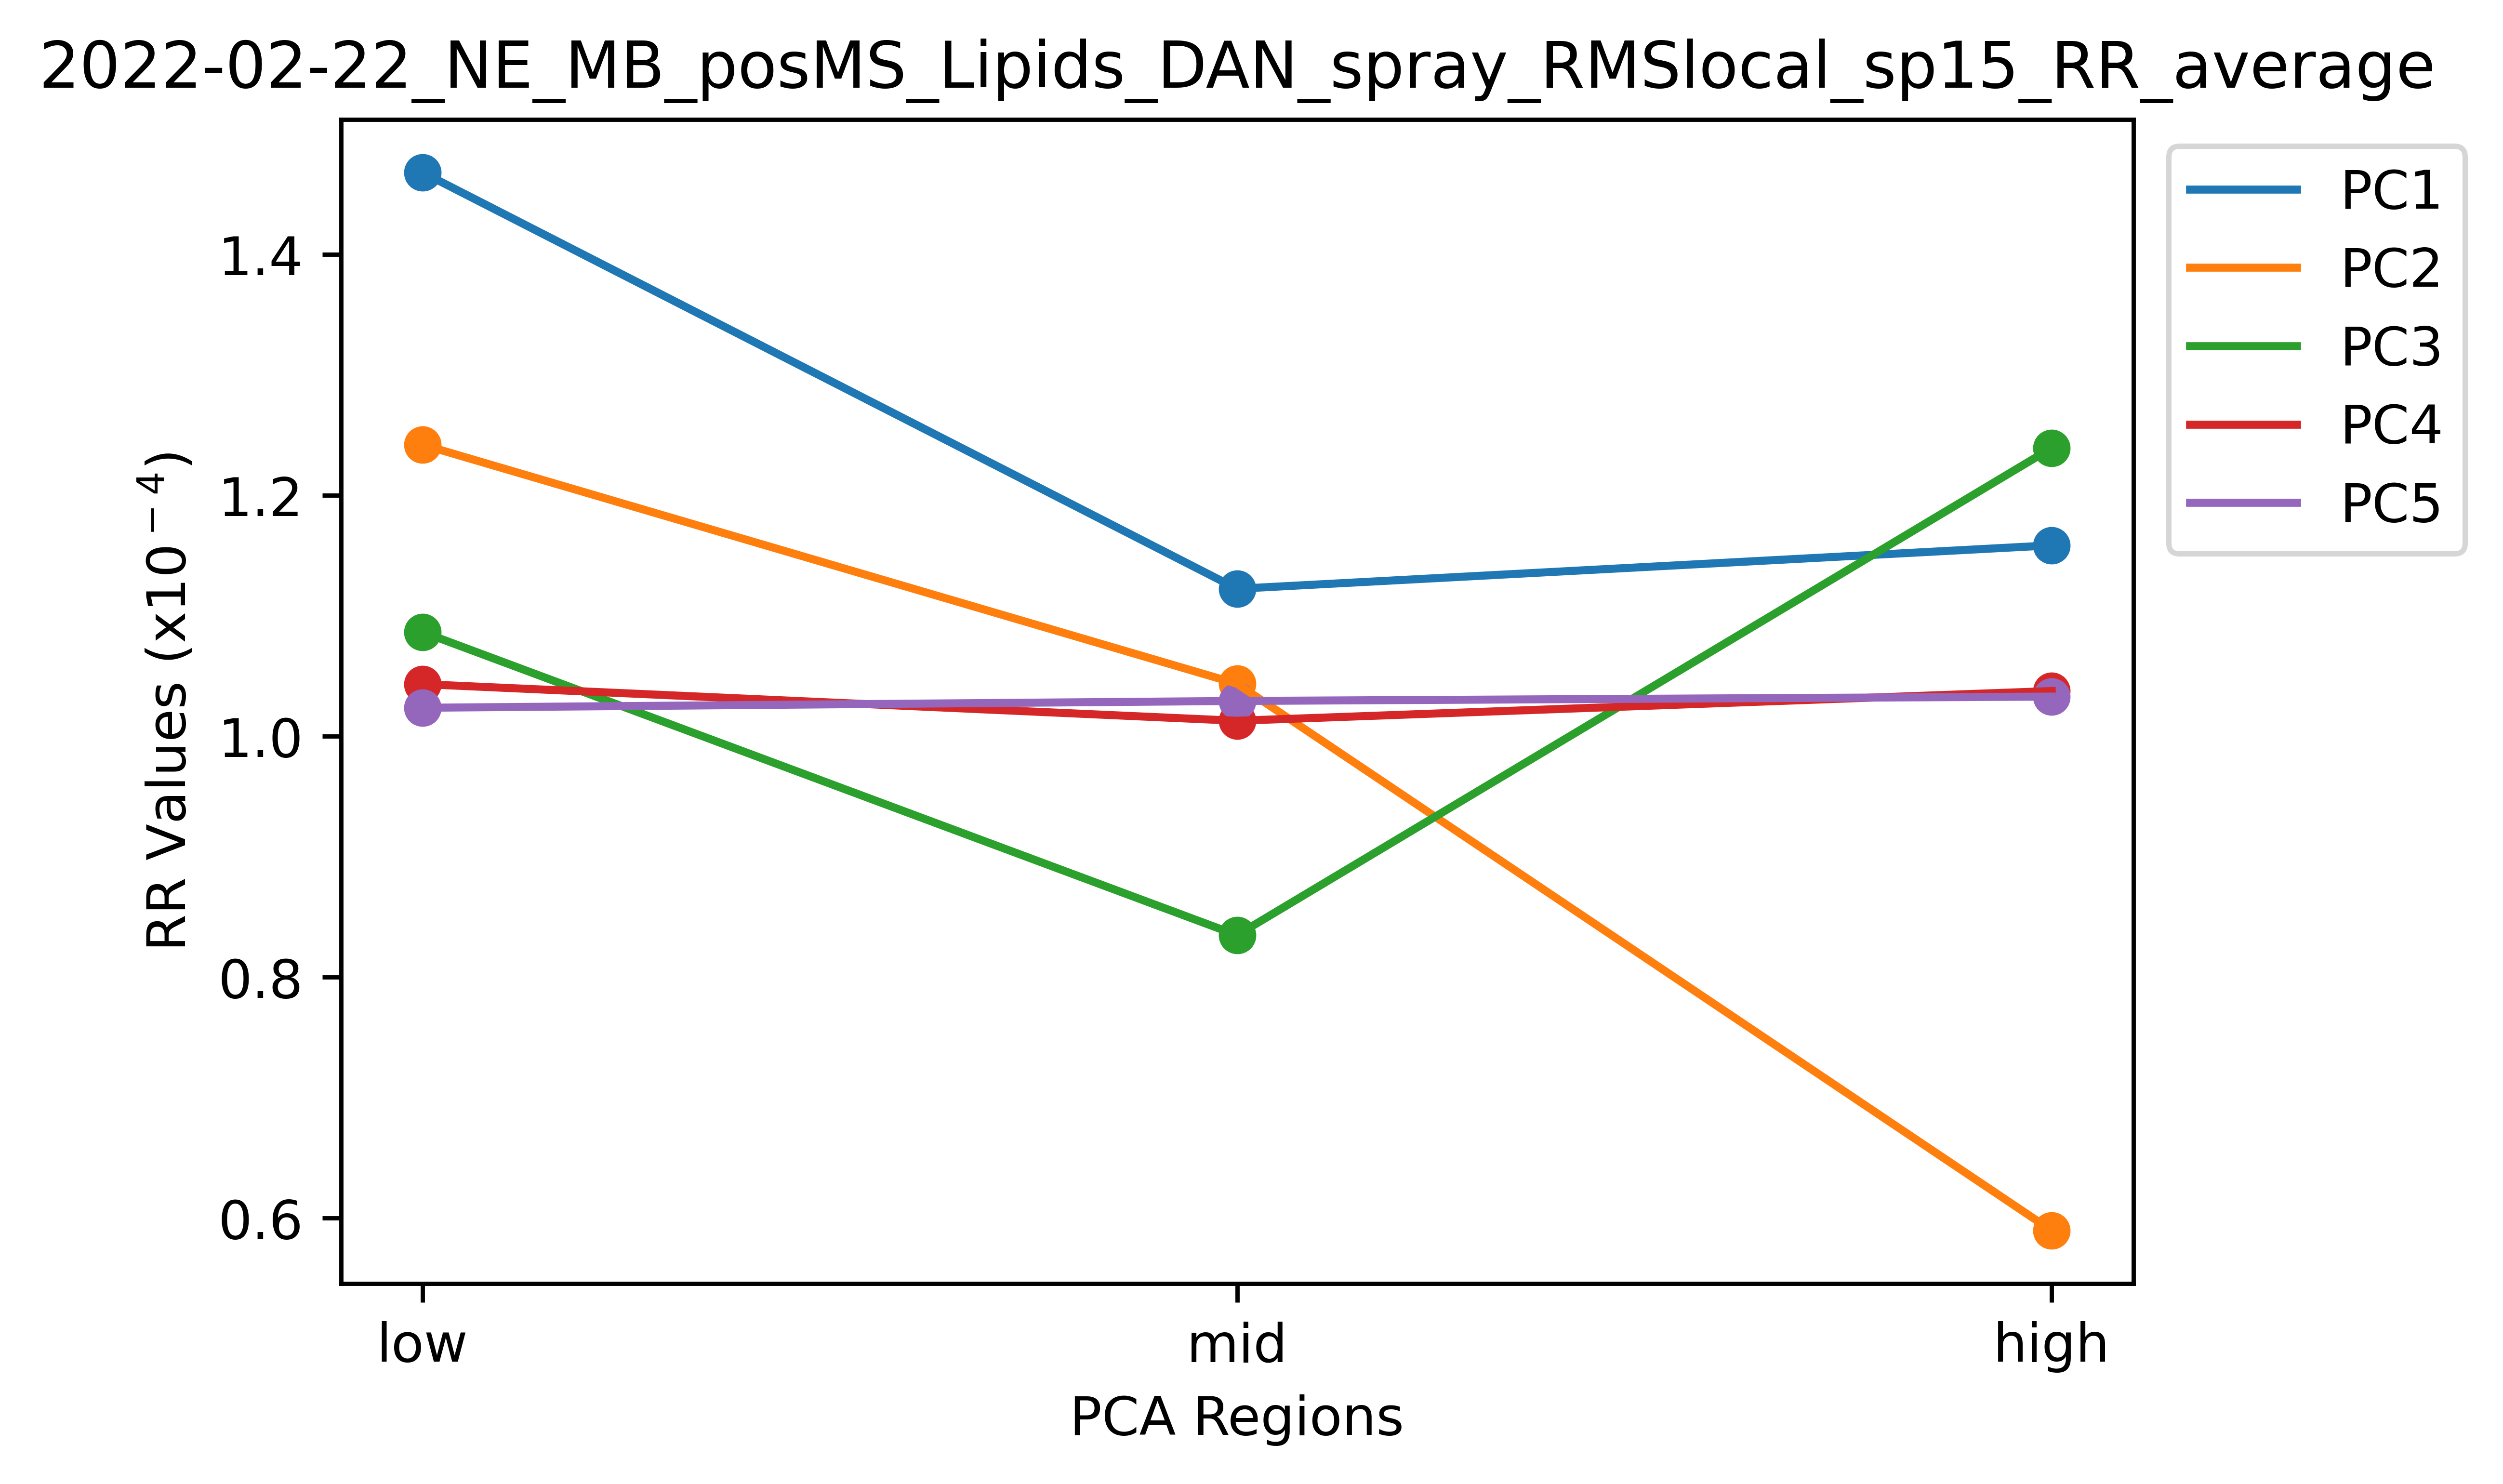 2022-02-22_NE_MB_posMS_Lipids_DAN_spray_RMSlocal_sp15_RR_average
PC1
PC2
PC3
PC4
PC5
RR Values (x10⁻⁴)
1.4
1.2
1.0
0.8
0.6
low mid high
PCA Regions